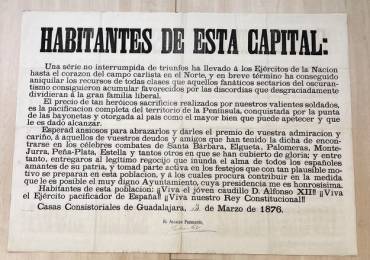 HABITANTES DE ESTA CAPITAL:
Una série no interrumpida de triunfos ha llevado á los Ejércitos de la Nacion
hasta el corazon del campo carlista en el Norte, y en breve término ha conseguido
aniquilar los recursos de todas clases que aquellos fanáticos sectarios del oscuran-
tismo consiguieron acumular favorecidos por las discordias que desgraciadamente
dividieran á la gran familia liberal.
El precio de tan heróicos sacrificios realizados por nuestros valientes soldados,
es la pacificacion completa del territorio de la Península, conquistada por la punta
de las bayonetas y otorgada al pais como el mayor bien que puede apetecer y que
le es dado alcanzar.
Esperad ansiosos para abrazarlos y darles el premio de vuestra admiracion y
cariño, á aquellos de vuestros deudos y amigos que han tenido la dicha de encon-
trarse en los célebres combates de Santa Bárbara, Elgueta, Palomeras, Monte-
Jurra, Peña-Plata, Estella y tantos otros en que se han cubierto de gloria; y entre
tanto, entregaros al legítimo regocijo que inunda el alma de todos los españoles
amantes de su patria, y tomad parte activa en los festejos que con tan plausible mo-
tivo se preparan en esta poblacion, y á los cuales procura contribuir en la medida
que le es posible el muy digno Ayuntamiento, cuya presidencia me es honrosísima.
Habitantes de esta poblacion: ¡¡Viva el jóven caudillo D. Alfonso XII!! ¡¡Viva
el Ejército pacificador de España! ¡¡Viva nuestro Rey Constitucional!!
Casas Consistoriales de Guadalajara, de Marzo de 1876.
El Alcalde Presidente,